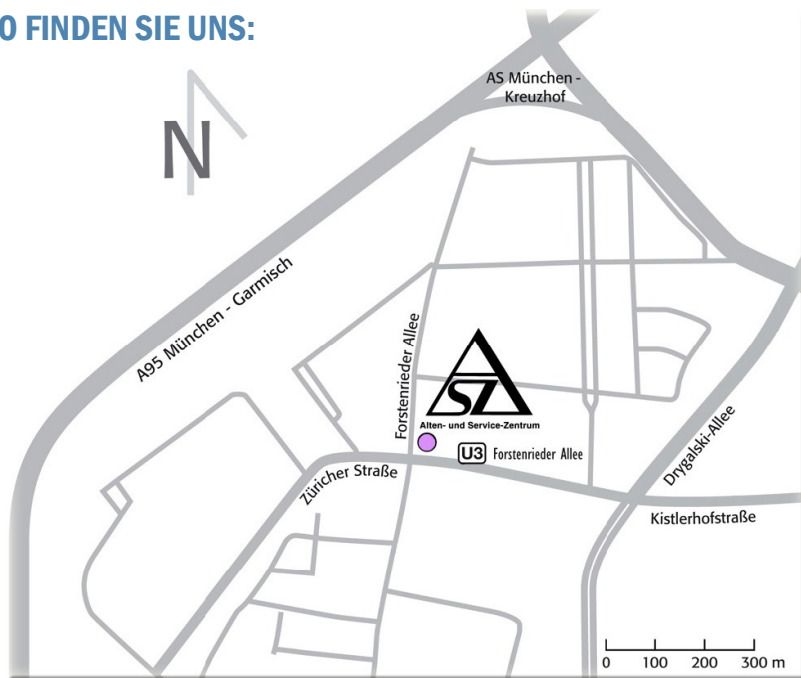 O FINDEN SIE UNS:
AS München -
Kreuzhof
N
A95 München - Garmisch
Forstenrieder Allee
ASZ
Alten- und Service-Zentrum
U3 Forstenrieder Allee
Drygalski-Allee
Züricher Straße
Kistlerhofstraße
0 100 200 300 m